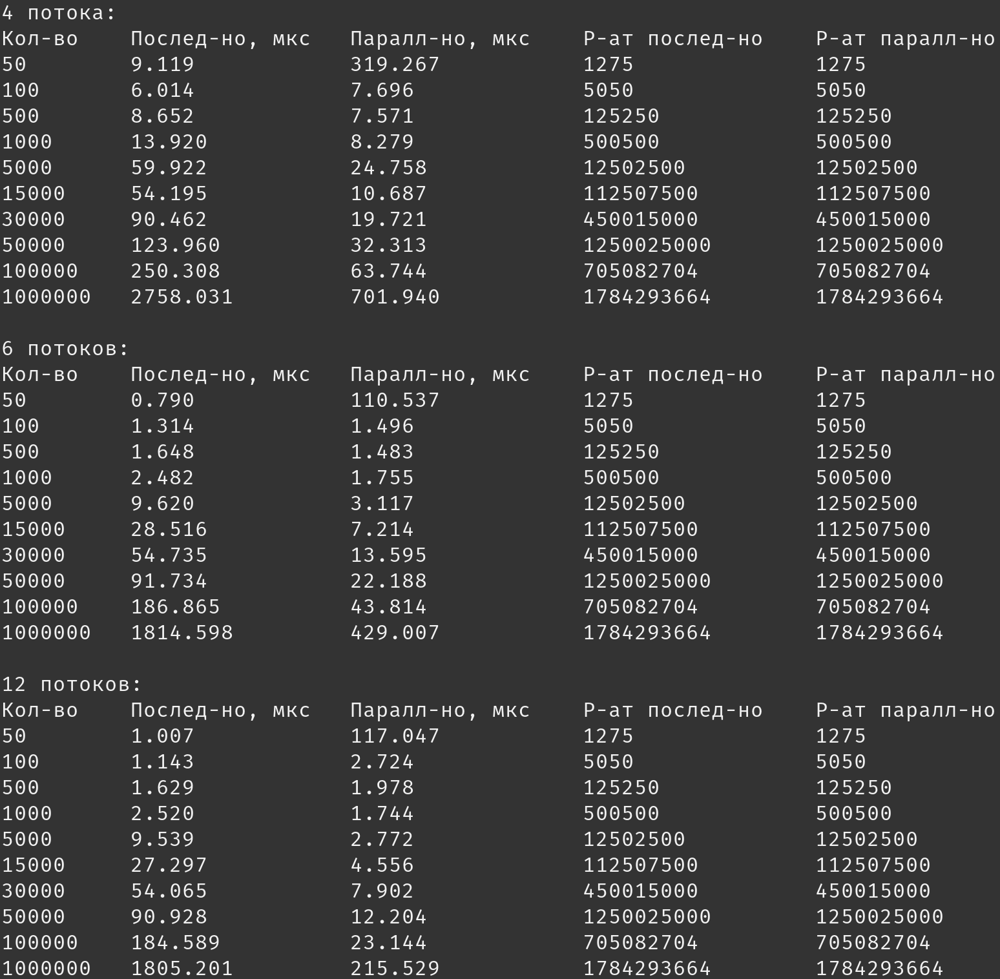 4 потока:
Кол-во Послед-но, мкс Паралл-но, мкс Р-ат послед-но Р-ат паралл-но
50 9.119 319.267 1275 1275
100 6.014 7.696 5050 5050
500 8.652 7.571 125250 125250
1000 13.920 8.279 500500 500500
5000 59.922 24.758 12502500 12502500
15000 54.195 10.687 112507500 112507500
30000 90.462 19.721 450015000 450015000
50000 123.960 32.313 1250025000 1250025000
100000 250.308 63.744 705082704 705082704
1000000 2758.031 701.940 1784293664 1784293664
6 потоков:
Кол-во Послед-но, мкс Паралл-но, мкс Р-ат послед-но Р-ат паралл-но
50 0.790 110.537 1275 1275
100 1.314 1.496 5050 5050
500 1.648 1.483 125250 125250
1000 2.482 1.755 500500 500500
5000 9.620 3.117 12502500 12502500
15000 28.516 7.214 112507500 112507500
30000 54.735 13.595 450015000 450015000
50000 91.734 22.188 1250025000 1250025000
100000 186.865 43.814 705082704 705082704
1000000 1814.598 429.007 1784293664 1784293664
12 потоков:
Кол-во Послед-но, мкс Паралл-но, мкс Р-ат послед-но Р-ат паралл-но
50 1.007 117.047 1275 1275
100 1.143 2.724 5050 5050
500 1.629 1.978 125250 125250
1000 2.520 1.744 500500 500500
5000 9.539 2.772 12502500 12502500
15000 27.297 4.556 112507500 112507500
30000 54.065 7.902 450015000 450015000
50000 90.928 12.204 1250025000 1250025000
100000 184.589 23.144 705082704 705082704
1000000 1805.201 215.529 1784293664 1784293664